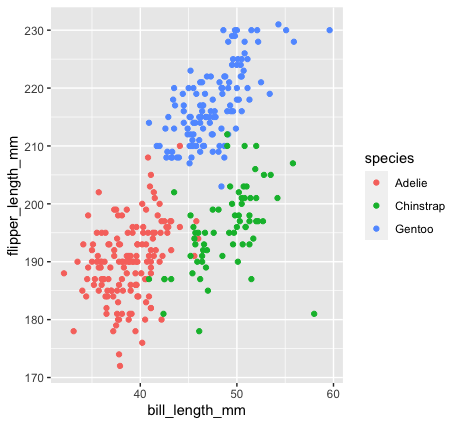 230
220
210
200
190
180
170
40
50
60
bill_length_mm
flipper_length_mm
species
Adelie
Chinstrap
Gentoo